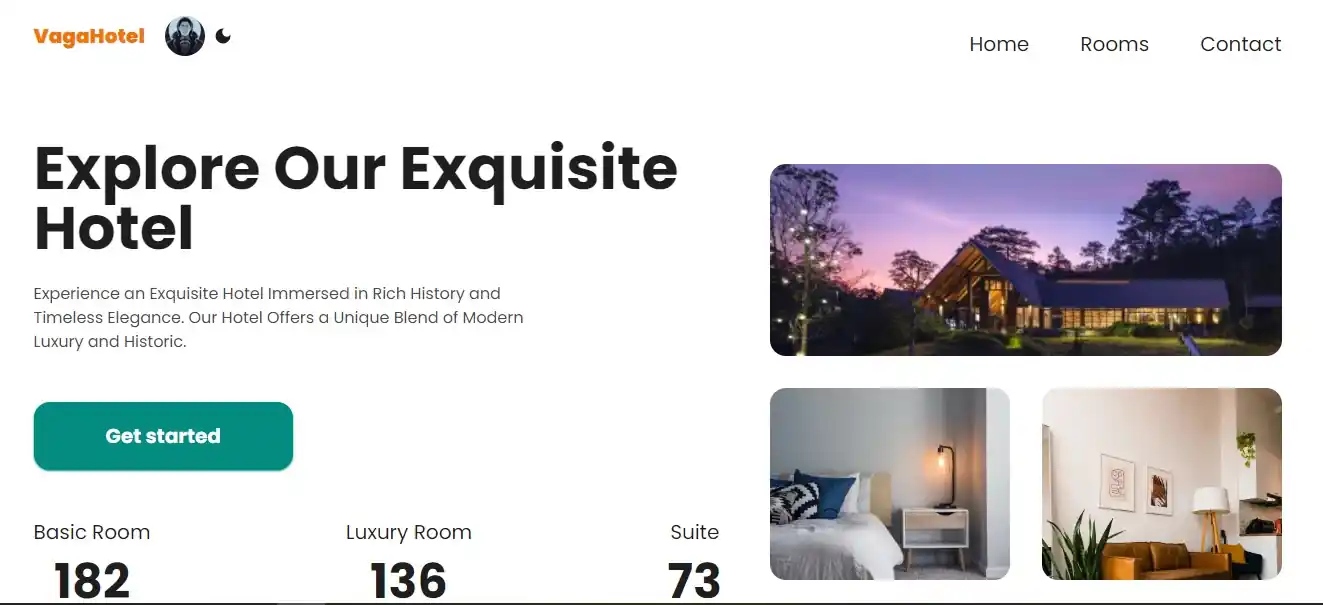 VagaHotel
Home Rooms Contact
Explore Our Exquisite
Hotel
Experience an Exquisite Hotel Immersed in Rich History and
Timeless Elegance. Our Hotel Offers a Unique Blend of Modern
Luxury and Historic.
Get started
Basic Room Luxury Room Suite
182 136 73